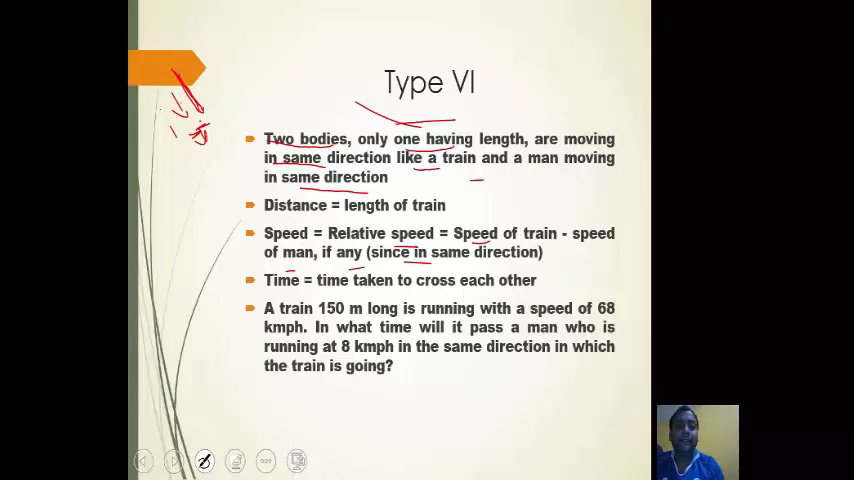 Type VI
Two bodies, only one having length, are moving
in same direction like a train and a man moving
in same direction
Distance = length of train
Speed = Relative speed = Speed of train - speed
of man, if any (since in same direction)
Time = time taken to cross each other
A train 150 m long is running with a speed of 68
kmph. In what time will it pass a man who is
running at 8 kmph in the same direction in which
the train is going?